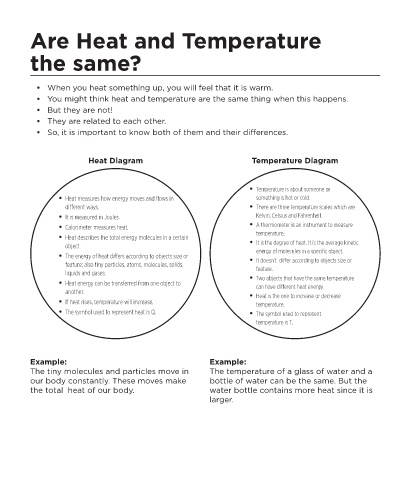 Are Heat and Temperature
the same?
• When you heat something up, you will feel that it is warm.
• You might think heat and temperature are the same thing when this happens.
• But they are not!
• They are related to each other.
• So, it is important to know both of them and their differences.
Heat Diagram
• Heat measures how energy moves and flows in
different ways.
• It is measured in Joules.
• Calorimeter measures heat.
• Heat describes the total energy molecules in a certain
object.
• The energy of heat differs according to objects size or
feature; also tiny particles, atoms, molecules, solids,
liquids and gases.
• Heat energy can be transferred from one object to
another.
• If heat rises, temperature will increase.
• The symbol used to represent heat is Q.
Temperature Diagram
• Temperature is about someone or
something is hot or cold.
• There are three temperature scales which are
Kelvin, Celsius and Fahrenheit.
• A thermometer is an instrument to measure
temperature.
• It is the degree of heat. It is the average kinetic
energy of molecules in a specific object.
• It doesn't differ according to objects size or
feature.
• Two objects that have the same temperature
can have different heat energy.
• Heat is the one to increase or decrease
temperature.
• The symbol used to represent
temperature is T.
Example:
The tiny molecules and particles move in
our body constantly. These moves make
the total heat of our body.
Example:
The temperature of a glass of water and a
bottle of water can be the same. But the
water bottle contains more heat since it is
larger.